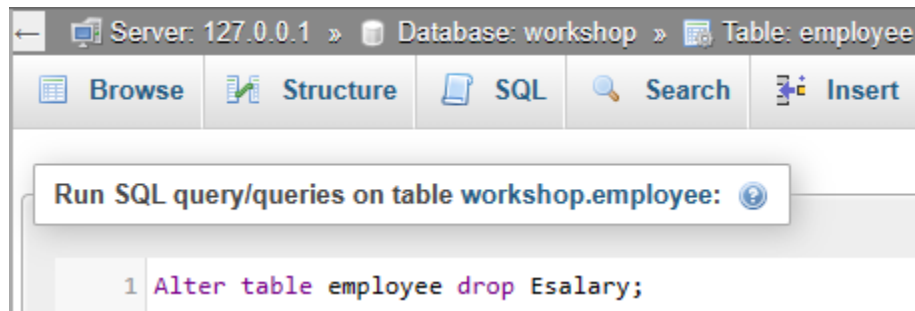 Server: 127.0.0.1 » Database: workshop » Table: employee
Browse Structure SQL Search Insert
Run SQL query/queries on table workshop.employee:
1 Alter table employee drop Esalary;